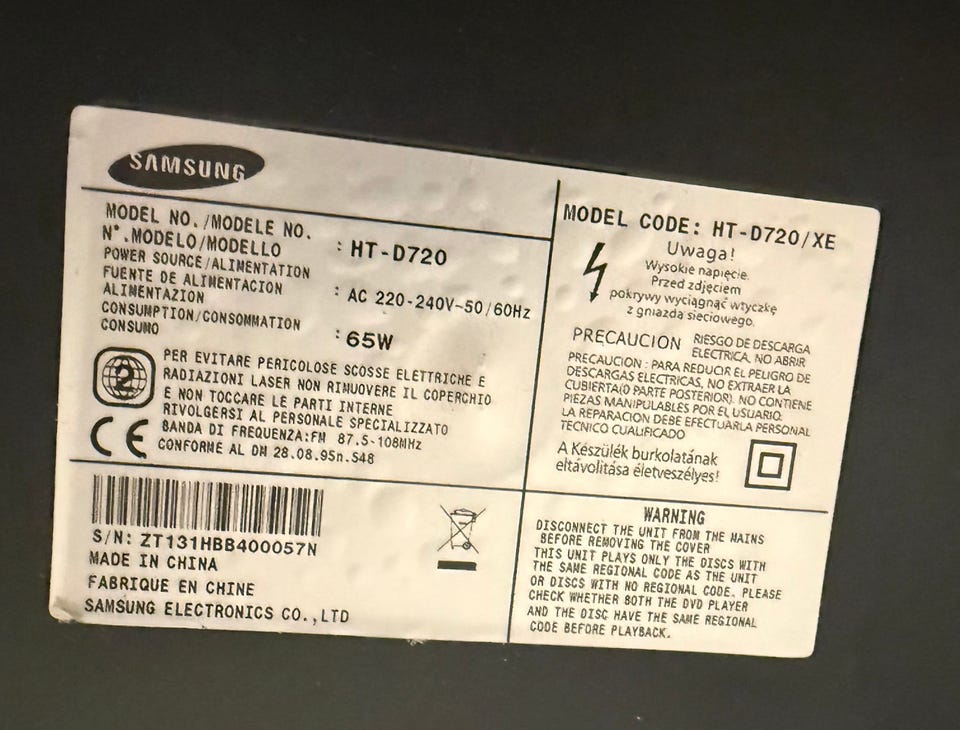 SAMSUNG
MODEL NO./MODELE NO.
N°.MODELO/MODELLO : HT-D720
POWER SOURCE/ALIMENTATION
FUENTE DE ALIMENTACION
ALIMENTAZION : AC 220-240V~50/60Hz
CONSUMPTION/CONSOMMATION
CONSUMO : 65W
2
PER EVITARE PERICOLOSE SCOSSE ELETTRICHE E
RADIAZIONI LASER NON RIMUOVERE IL COPERCHIO
E NON TOCCARE LE PARTI INTERNE
RIVOLGERSI AL PERSONALE SPECIALIZZATO
BANDA DI FREQUENZA:FM 87.5-108MHz
CONFORME AL DM 28.08.95n.548
CE
S/N: ZT131HBB400057N
MADE IN CHINA
FABRIQUE EN CHINE
SAMSUNG ELECTRONICS CO.,LTD
MODEL CODE: HT-D720/XE
Uwaga!
Wysokie napięcie.
Przed zdjęciem
pokrywy wyciągnąć wtyczkę
z gniazda sieciowego.
PRECAUCION RIESGO DE DESCARGA
ELECTRICA, NO ABRIR
PRECAUCION : PARA REDUCIR EL PELIGRO DE
DESCARGAS ELECTRICAS, NO EXTRAER LA
CUBIERTA(O PARTE POSTERIOR). NO CONTIENE
PIEZAS MANIPULABLES POR EL USUARIO.
LA REPARACION DEBE EFECTUARLA PERSONAL
TECNICO CUALIFICADO
A Készülék burkolatának
eltávolítása életveszélyes!
WARNING
DISCONNECT THE UNIT FROM THE MAINS
BEFORE REMOVING THE COVER
THIS UNIT PLAYS ONLY THE DISCS WITH
THE SAME REGIONAL CODE AS THE UNIT
OR DISCS WITH NO REGIONAL CODE. PLEASE
CHECK WHETHER BOTH THE DVD PLAYER
AND THE DISC HAVE THE SAME REGIONAL
CODE BEFORE PLAYBACK.